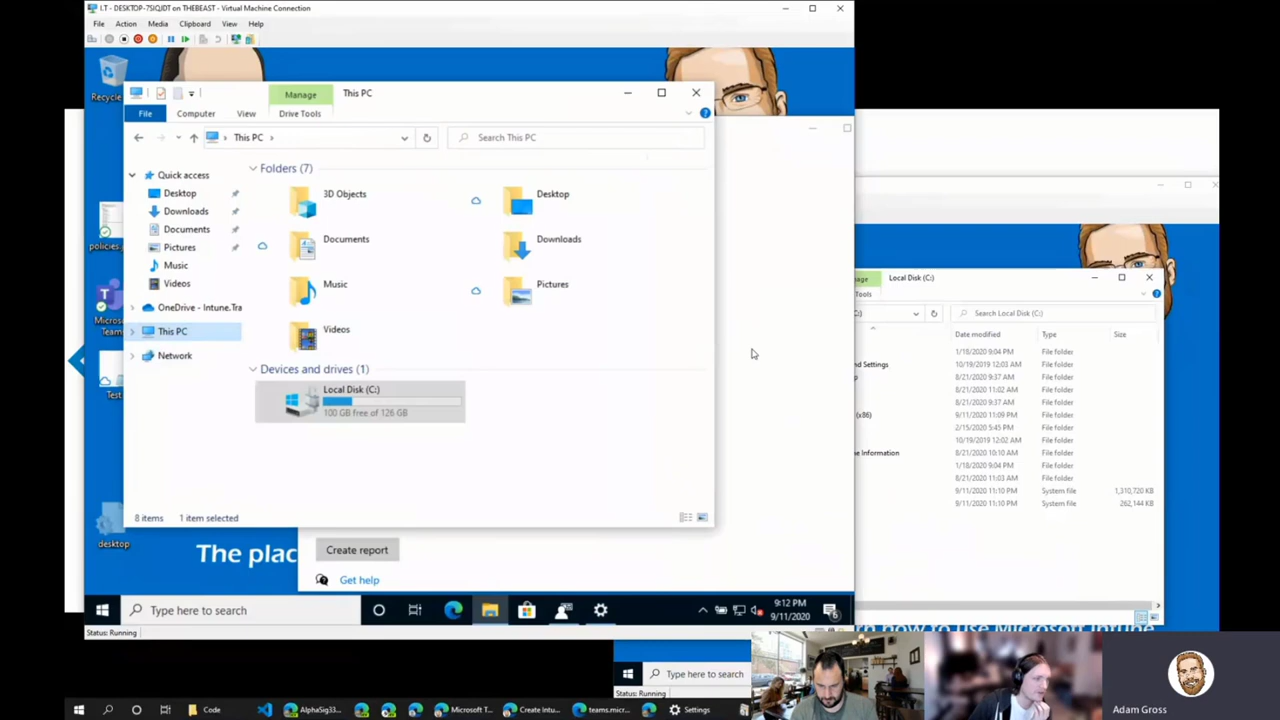 I.T - DESKTOP-7SIQJDT on THEBEAST - Virtual Machine Connection
File Action Media Clipboard View Help
Recycle
Manage
This PC
File
Computer
View
Drive Tools
This PC
Search This PC
Quick access
Desktop
Downloads
Documents
Pictures
Music
Videos
OneDrive - Intune.Tra
This PC
Network
Folders (7)
3D Objects
Desktop
Documents
Downloads
Music
Pictures
Videos
Devices and drives (1)
Local Disk (C:)
100 GB free of 126 GB
8 items
1 item selected
policies.
Microsoft
Teams
Test
desktop
The plac
Create report
Get help
Type here to search
9:12 PM
9/11/2020
6
Status: Running
Local Disk (C:)
Tools
Search Local Disk (C:)
Date modified Type Size
1/18/2020 9:04 PM File folder
nd Settings 10/19/2019 12:03 AM File folder
8/21/2020 9:37 AM File folder
8/21/2020 11:02 AM File folder
8/21/2020 9:37 AM File folder
(x86) 9/11/2020 11:09 PM File folder
2/15/2020 5:45 PM File folder
10/19/2019 12:02 AM File folder
me Information 8/21/2020 10:10 AM File folder
1/18/2020 9:04 PM File folder
8/21/2020 11:03 AM File folder
9/11/2020 11:10 PM System file 1,310,720 KB
9/11/2020 11:10 PM System file 262,144 KB
rn how to use Microsoft Intune
Type here to search
Status: Running
Adam Gross
Code
AlphaSig33...
Microsoft T...
Create Intu...
teams.micr...
Settings